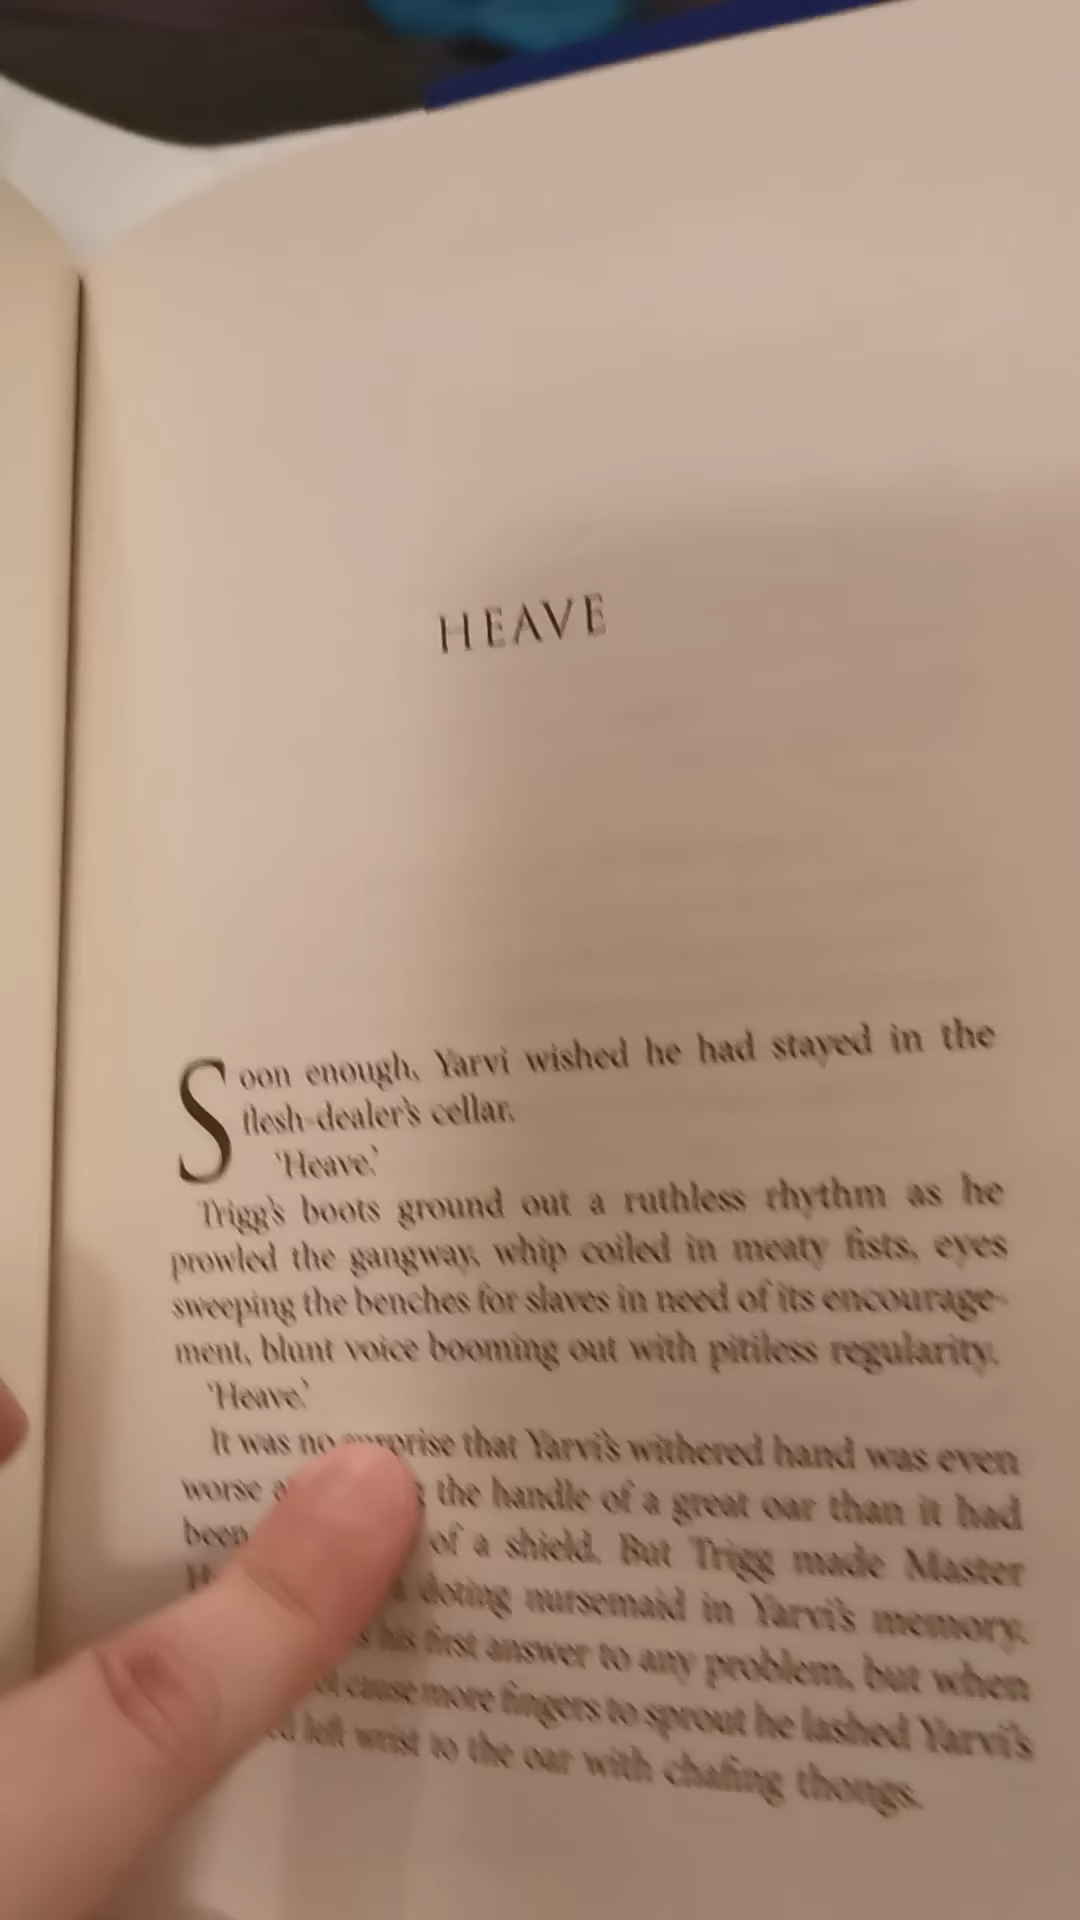 HEAVE
Soon enough, Yarvi wished he had stayed in the
flesh-dealer's cellar.
'Heave.'
Trigg's boots ground out a ruthless rhythm as he
prowled the gangway, whip coiled in meaty fists, eyes
sweeping the benches for slaves in need of its encourage-
ment, blunt voice booming out with pitiless regularity.
'Heave.'
It was no surprise that Yarvi's withered hand was even
worse the handle of a great oar than it had
been of a shield. But Trigg made Master
doting nursemaid in Yarvi's memory.
his first answer to any problem, but when
cause more fingers to sprout he lashed Yarvi's
left wrist to the oar with chafing thongs.